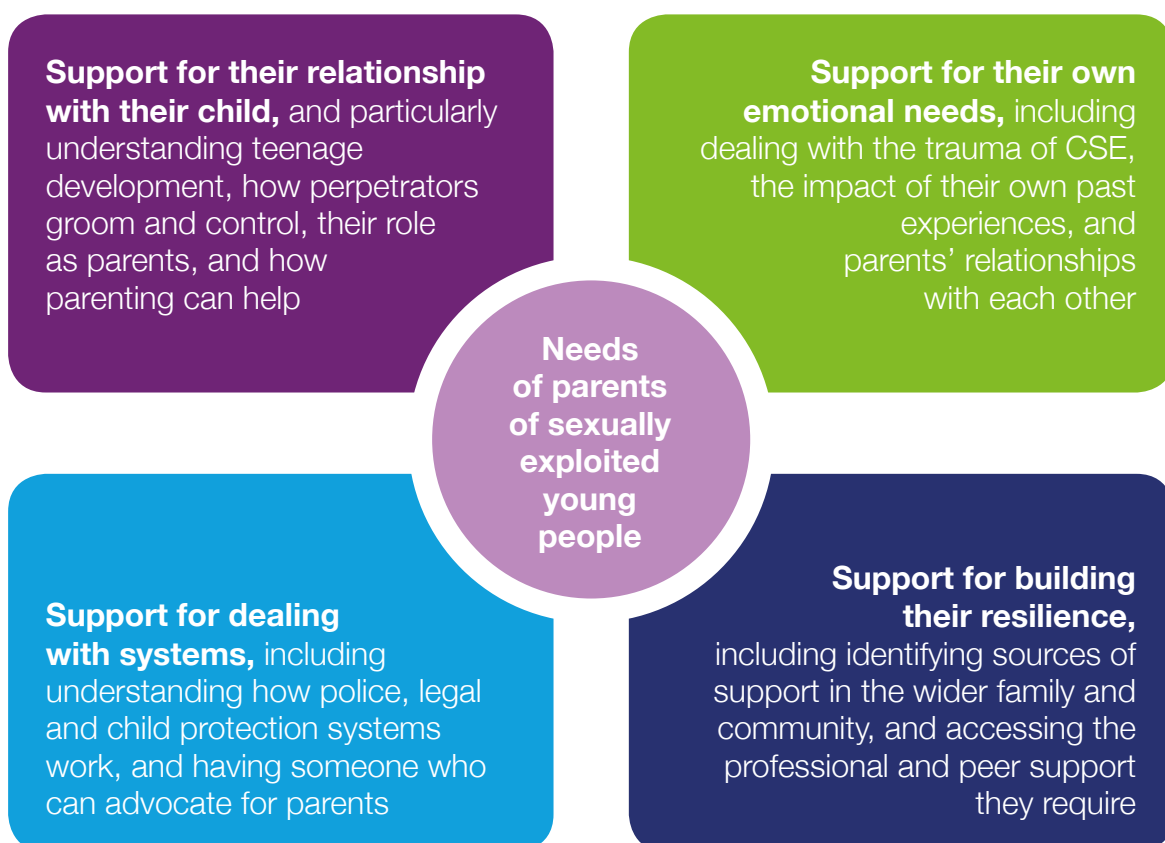 Support for their relationship
with their child, and particularly
understanding teenage
development, how perpetrators
groom and control, their role
as parents, and how
parenting can help
Support for their own
emotional needs, including
dealing with the trauma of CSE,
the impact of their own past
experiences, and
parents’ relationships
with each other
Needs
of parents
of sexually
exploited
young
people
Support for dealing
with systems, including
understanding how police, legal
and child protection systems
work, and having someone who
can advocate for parents
Support for building
their resilience,
including identifying sources of
support in the wider family and
community, and accessing the
professional and peer support
they require